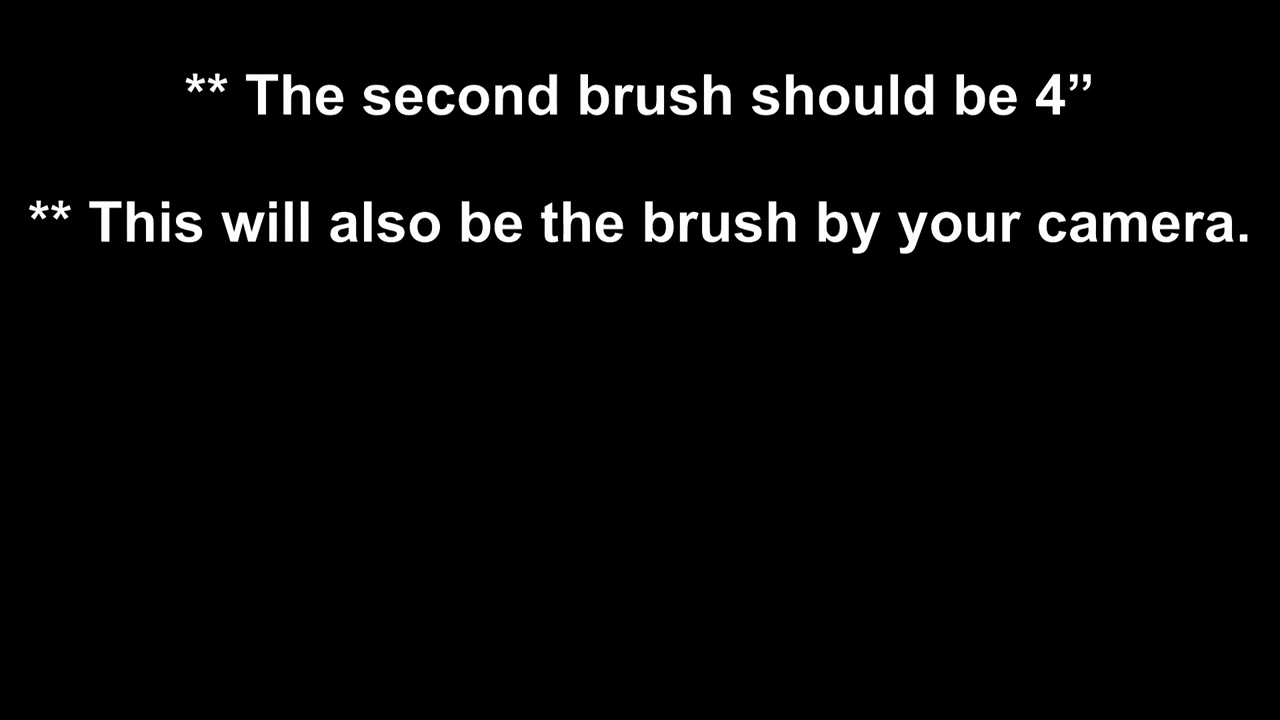 ** The second brush should be 4”
** This will also be the brush by your camera.